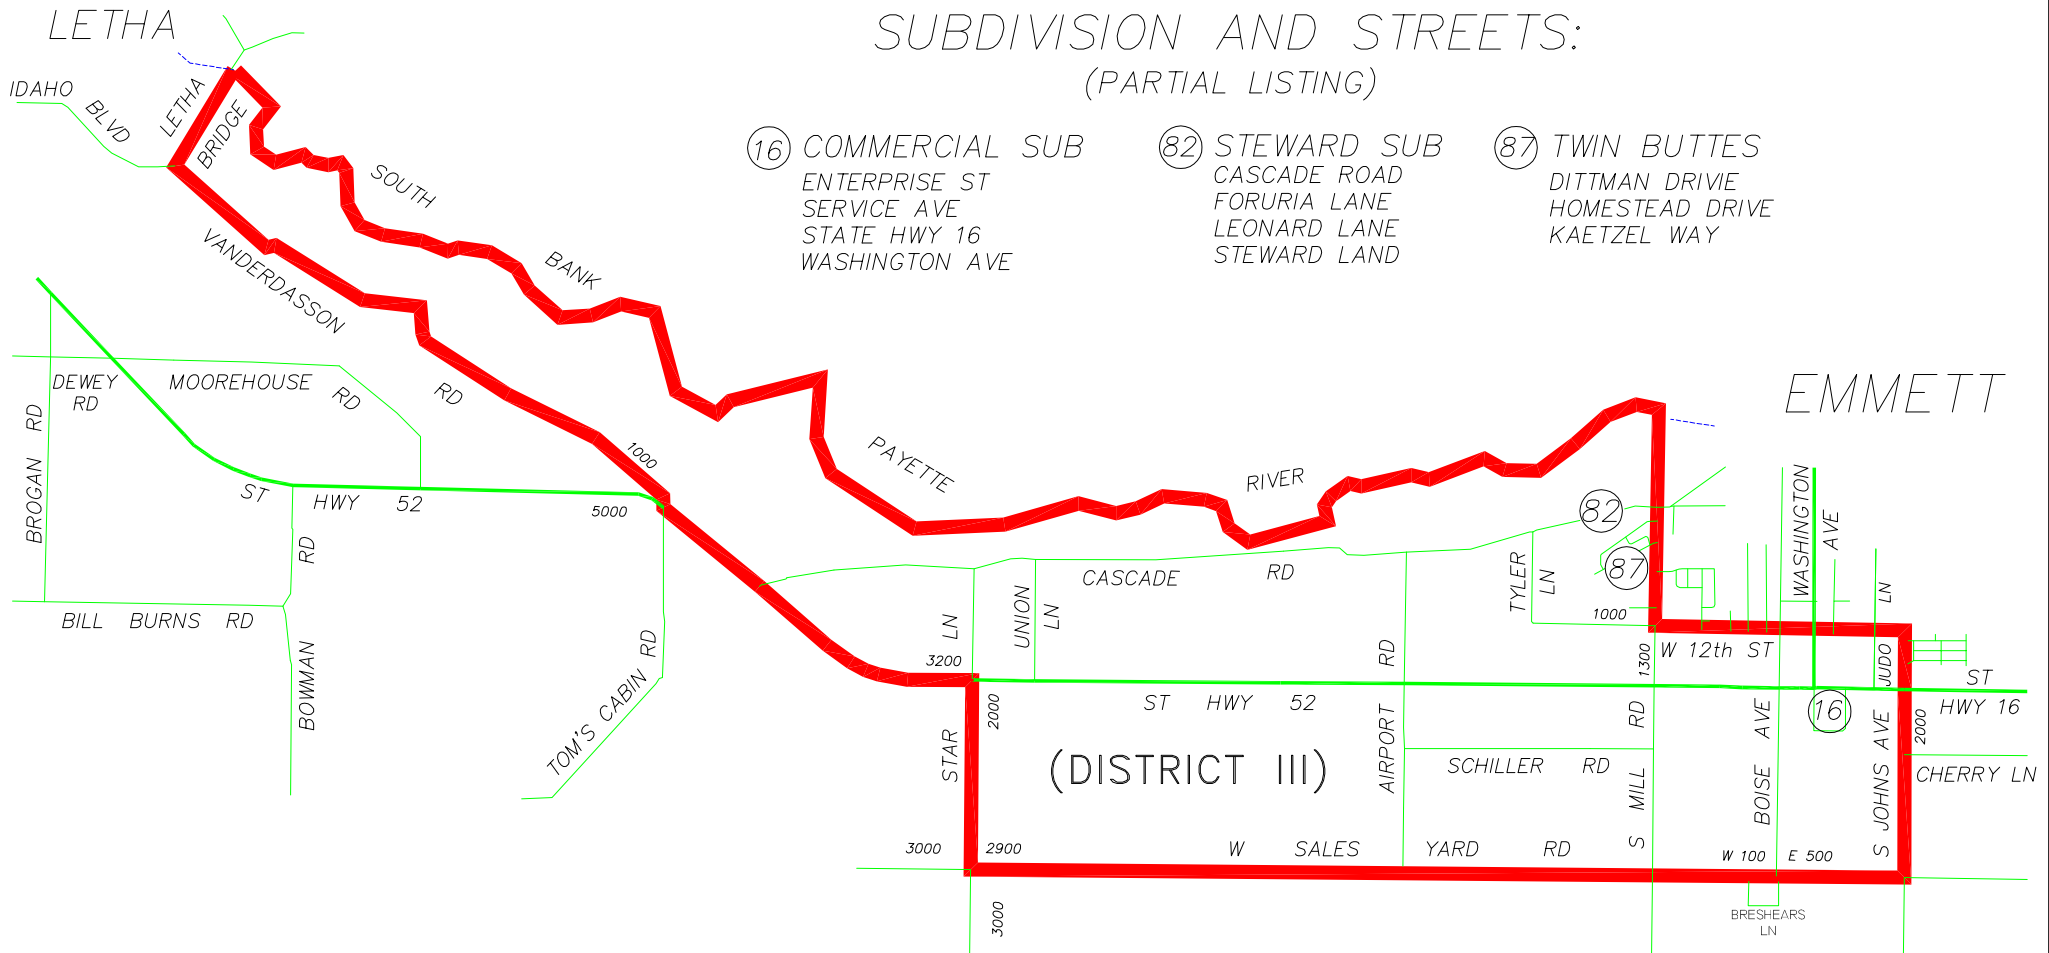 LETHA
SUBDIVISION AND STREETS:
(PARTIAL LISTING)
IDAHO
BLVD
LETHA
BRIDGE
16 COMMERCIAL SUB
ENTERPRISE ST
SERVICE AVE
STATE HWY 16
WASHINGTON AVE
82 STEWARD SUB
CASCADE ROAD
FORURIA LANE
LEONARD LANE
STEWARD LAND
87 TWIN BUTTES
DITTMAN DRIVIE
HOMESTEAD DRIVE
KAETZEL WAY
SOUTH
BANK
PAYETTE
RIVER
VANDERDASSON
RD
1000
EMMETT
DEWEY
RD
MOOREHOUSE
RD
BROGAN RD
ST HWY 52
5000
RD
BOWMAN
BILL BURNS RD
TOM'S CABIN RD
82
87
CASCADE RD
UNION
LN
TYLER
LN
1000
WASHINGTON
AVE
LN
JUDO
LN
3200
2000
STAR
ST HWY 52
RD
AIRPORT
1300
W 12th ST
RD
S MILL
AVE
BOISE
16
ST
HWY 16
2000
S JOHNS AVE
CHERRY LN
(DISTRICT III)
SCHILLER RD
3000
2900
W SALES YARD RD
W 100
E 500
3000
BRESHEARS
LN